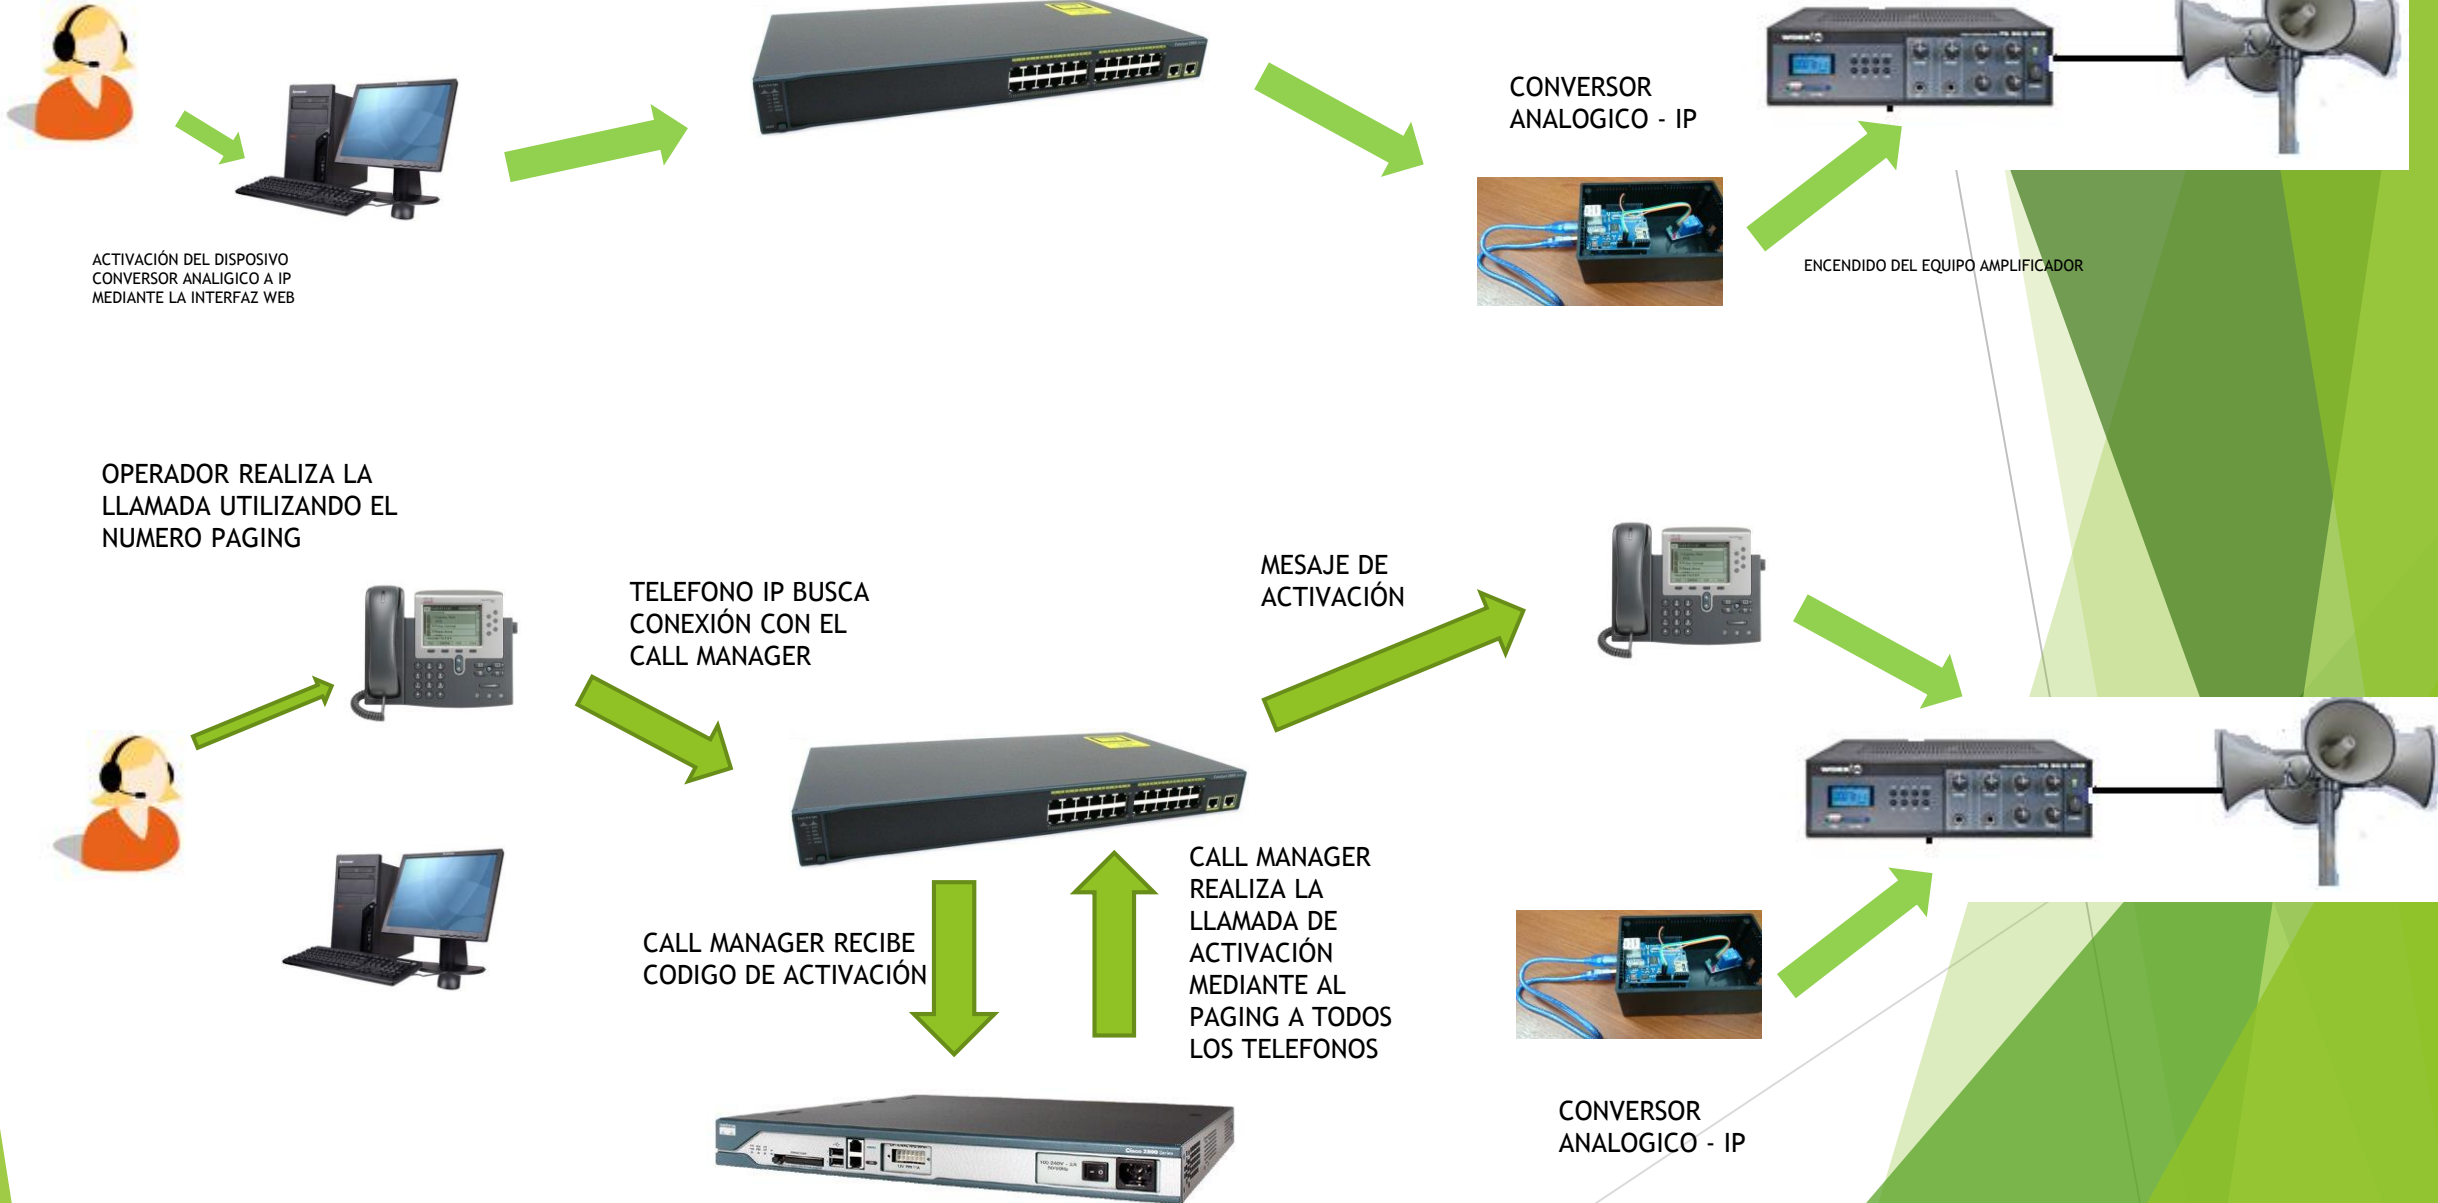 CONVERSOR
ANALOGICO - IP
ACTIVACIÓN DEL DISPOSIVO
CONVERSOR ANALIGICO A IP
MEDIANTE LA INTERFAZ WEB
ENCENDIDO DEL EQUIPO AMPLIFICADOR
OPERADOR REALIZA LA
LLAMADA UTILIZANDO EL
NUMERO PAGING
TELEFONO IP BUSCA
CONEXIÓN CON EL
CALL MANAGER
MESAJE DE
ACTIVACIÓN
CALL MANAGER RECIBE
CODIGO DE ACTIVACIÓN
CALL MANAGER
REALIZA LA
LLAMADA DE
ACTIVACIÓN
MEDIANTE AL
PAGING A TODOS
LOS TELEFONOS
CONVERSOR
ANALOGICO - IP
Cisco 2800 Series